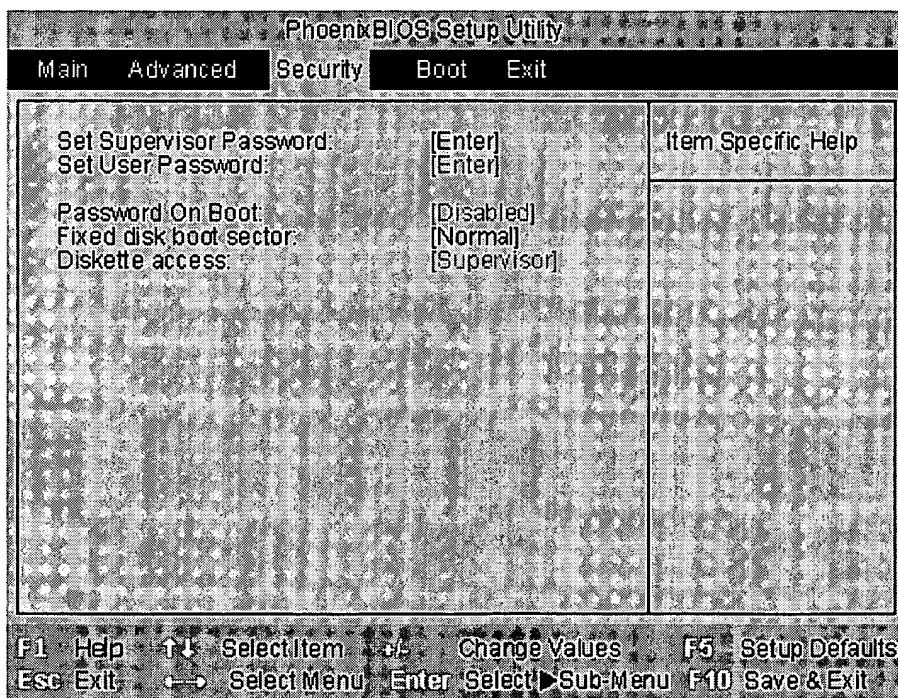 PhoenixBIOS Setup Utility
Main Advanced Security Boot Exit
Set Supervisor Password: [Enter]
Set User Password: [Enter]
Password On Boot: [Disabled]
Fixed disk boot sector: [Normal]
Diskette access: [Supervisor]
Item Specific Help
F1 Help ↑↓ Select Item +/- Change Values F5 Setup Defaults
Esc Exit ←→ Select Menu Enter Select ▶Sub-Menu F10 Save & Exit